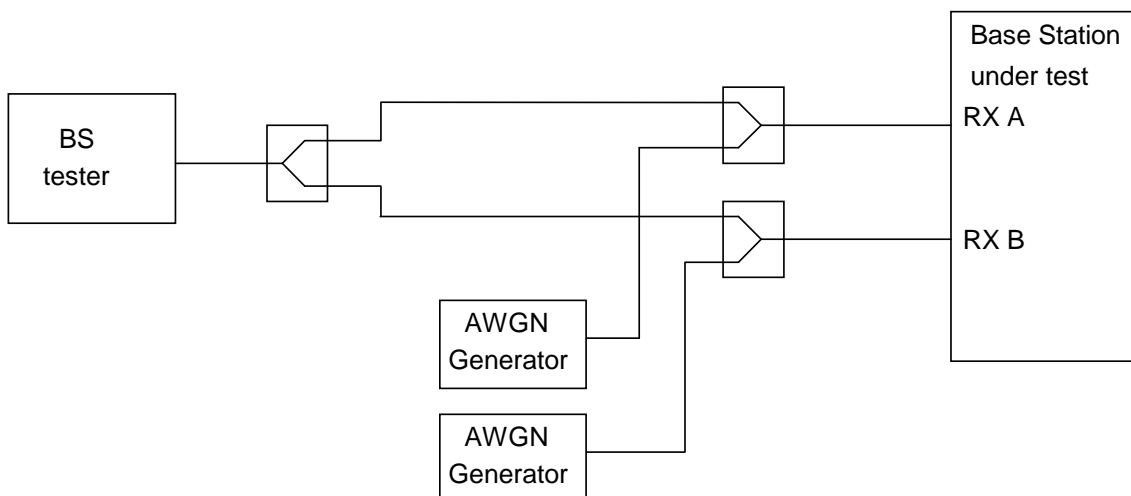 BS
tester
AWGN
Generator
AWGN
Generator
Base Station
under test
RX A
RX B